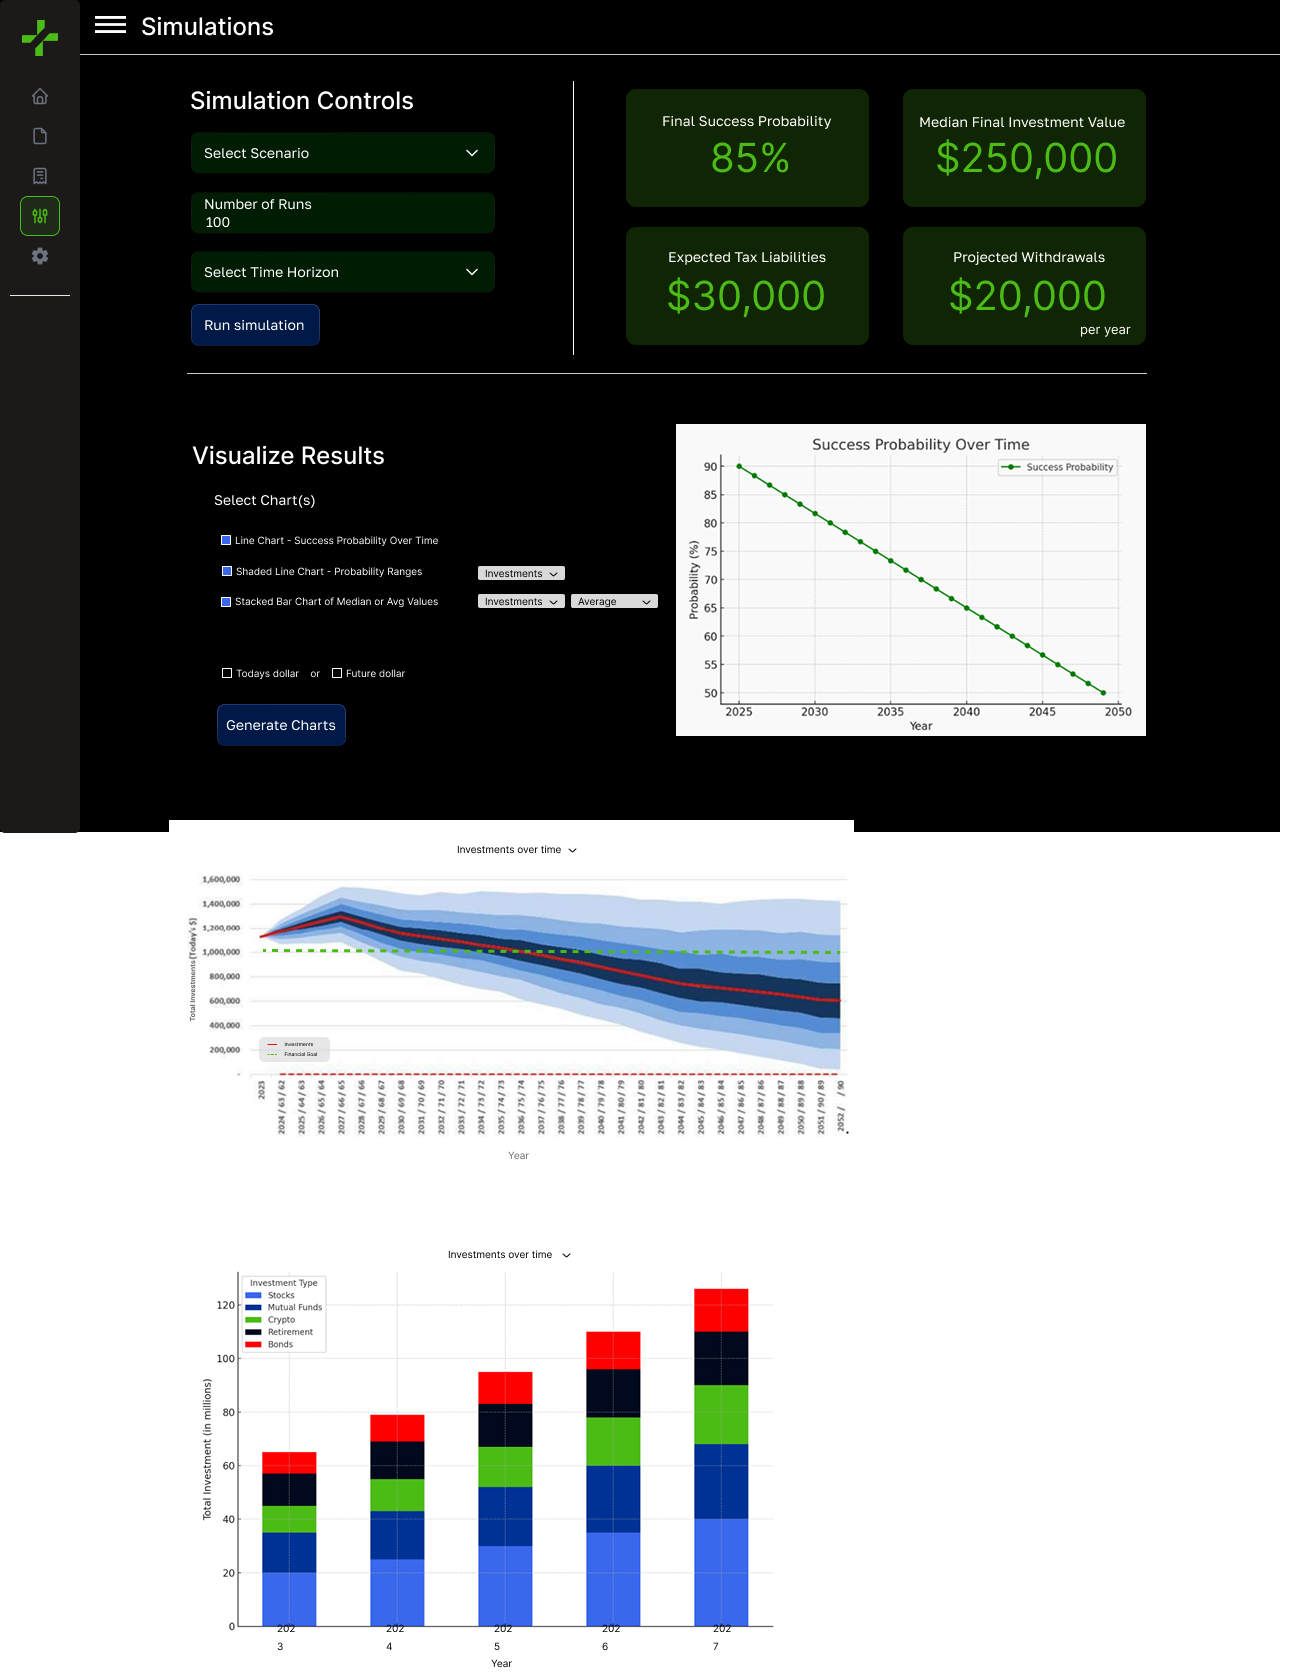 Simulations
Simulation Controls
Select Scenario
Number of Runs
100
Select Time Horizon
Run simulation
Final Success Probability
85%
Median Final Investment Value
$250,000
Expected Tax Liabilities
$30,000
Projected Withdrawals
$20,000
per year
Visualize Results
Select Chart(s)
Line Chart - Success Probability Over Time
Shaded Line Chart - Probability Ranges
Investments
Stacked Bar Chart of Median or Avg Values
Investments
Average
Todays dollar or Future dollar
Generate Charts
Success Probability Over Time
Success Probability
Probability (%)
90
85
80
75
70
65
60
55
50
2025 2030 2035 2040 2045 2050
Year
Investments over time
Total Investments (Today's $)
1,600,000
1,400,000
1,200,000
1,000,000
800,000
600,000
400,000
200,000
-
Investments
Financial Goal
2023
2024 / 63 / 62
2025 / 64 / 63
2026 / 65 / 64
2027 / 66 / 65
2028 / 67 / 66
2029 / 68 / 67
2030 / 69 / 68
2031 / 70 / 69
2032 / 71 / 70
2033 / 72 / 71
2034 / 73 / 72
2035 / 74 / 73
2036 / 75 / 74
2037 / 76 / 75
2038 / 77 / 76
2039 / 78 / 77
2040 / 79 / 78
2041 / 80 / 79
2042 / 81 / 80
2043 / 82 / 81
2044 / 83 / 82
2045 / 84 / 83
2046 / 85 / 84
2047 / 86 / 85
2048 / 87 / 86
2049 / 88 / 87
2050 / 89 / 88
2051 / 90 / 89
2052 / / 90
Year
Investments over time
Investment Type
Stocks
Mutual Funds
Crypto
Retirement
Bonds
Total Investment (in millions)
120
100
80
60
40
20
0
202 202 202 202 202
3 4 5 6 7
Year